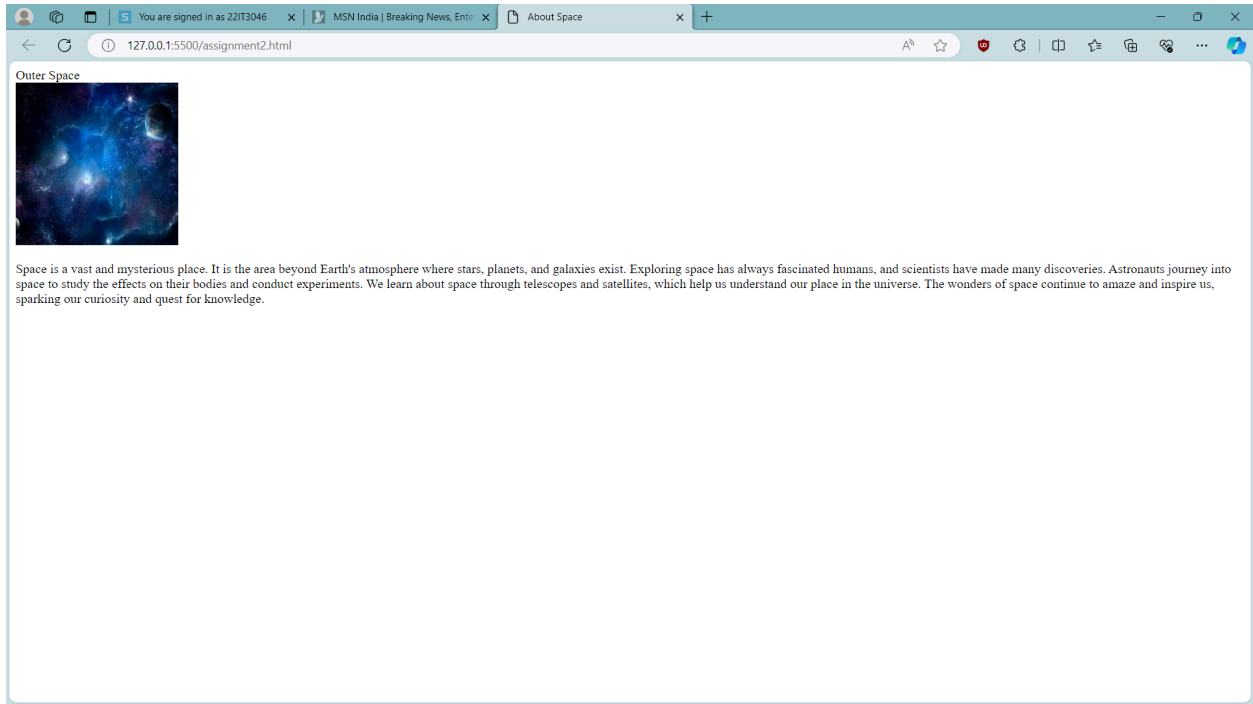 You are signed in as 22IT3046
MSN India | Breaking News, Ente
About Space
127.0.0.1:5500/assignment2.html
Outer Space
Space is a vast and mysterious place. It is the area beyond Earth's atmosphere where stars, planets, and galaxies exist. Exploring space has always fascinated humans, and scientists have made many discoveries. Astronauts journey into
space to study the effects on their bodies and conduct experiments. We learn about space through telescopes and satellites, which help us understand our place in the universe. The wonders of space continue to amaze and inspire us,
sparking our curiosity and quest for knowledge.